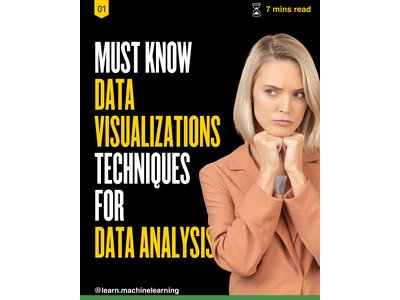 01
7 mins read
MUST KNOW
DATA
VISUALIZATIONS
TECHNIQUES
FOR
DATA ANALYSIS
@learn.machinelearning